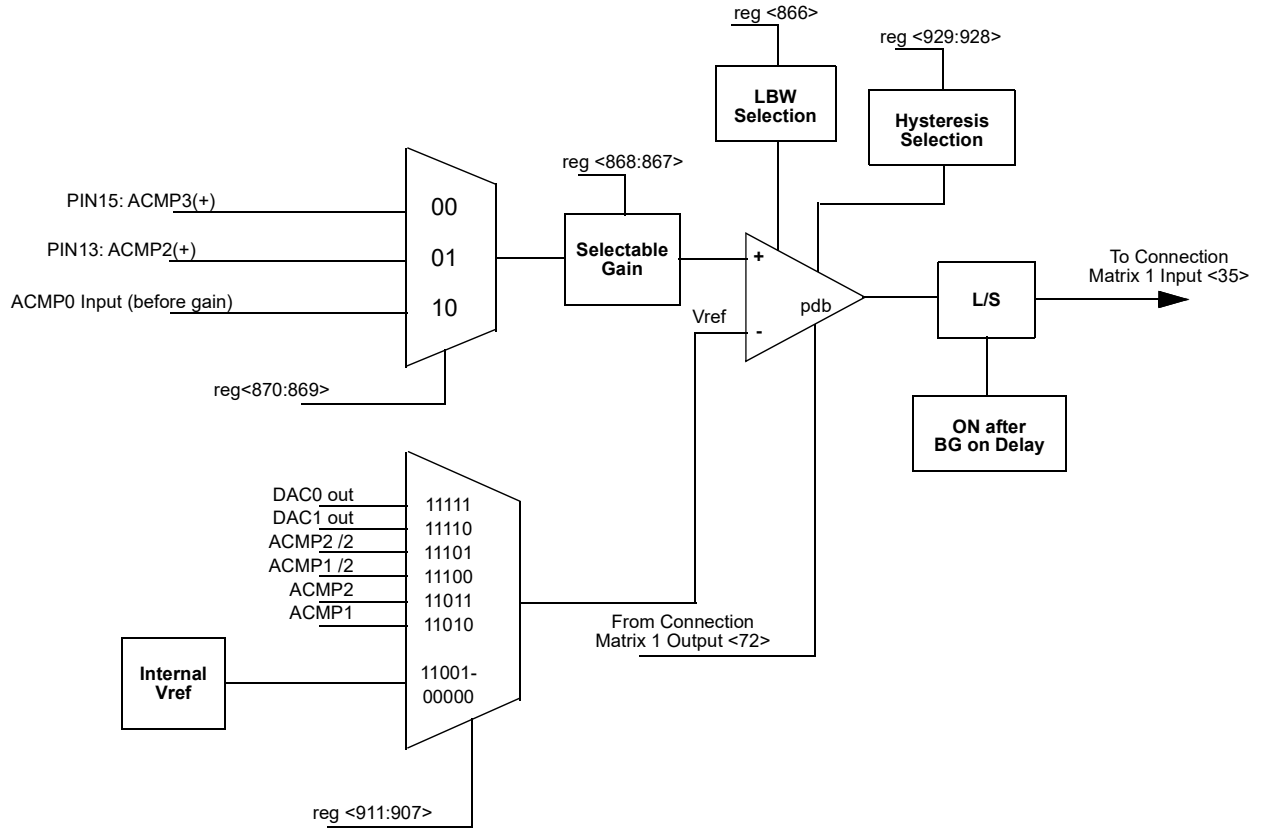 reg <866>
reg <929:928>
LBW
Selection
Hysteresis
Selection
reg <868:867>
PIN15: ACMP3(+)
00
PIN13: ACMP2(+)
01
ACMP0 Input (before gain)
10
Selectable
Gain
+
-
pdb
Vref
L/S
To Connection
Matrix 1 Input <35>
reg<870:869>
ON after
BG on Delay
DAC0 out
11111
DAC1 out
11110
ACMP2 /2
11101
ACMP1 /2
11100
ACMP2
11011
ACMP1
11010
From Connection
Matrix 1 Output <72>
Internal
Vref
11001-
00000
reg <911:907>